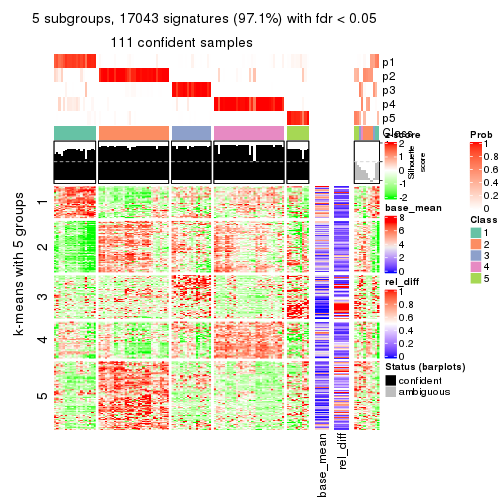 5 subgroups, 17043 signatures (97.1%) with fdr < 0.05
111 confident samples
p1
p2
p3
p4
p5
Class
Silhouette
score
k-means with 5 groups
1
2
3
4
5
base_mean
rel_diff
z-score
2
1
0
-1
-2
base_mean
8
6
4
2
0
rel_diff
1
0.8
0.6
0.4
0.2
0
Status (barplots)
confident
ambiguous
Prob
1
0.8
0.6
0.4
0.2
0
Class
1
2
3
4
5